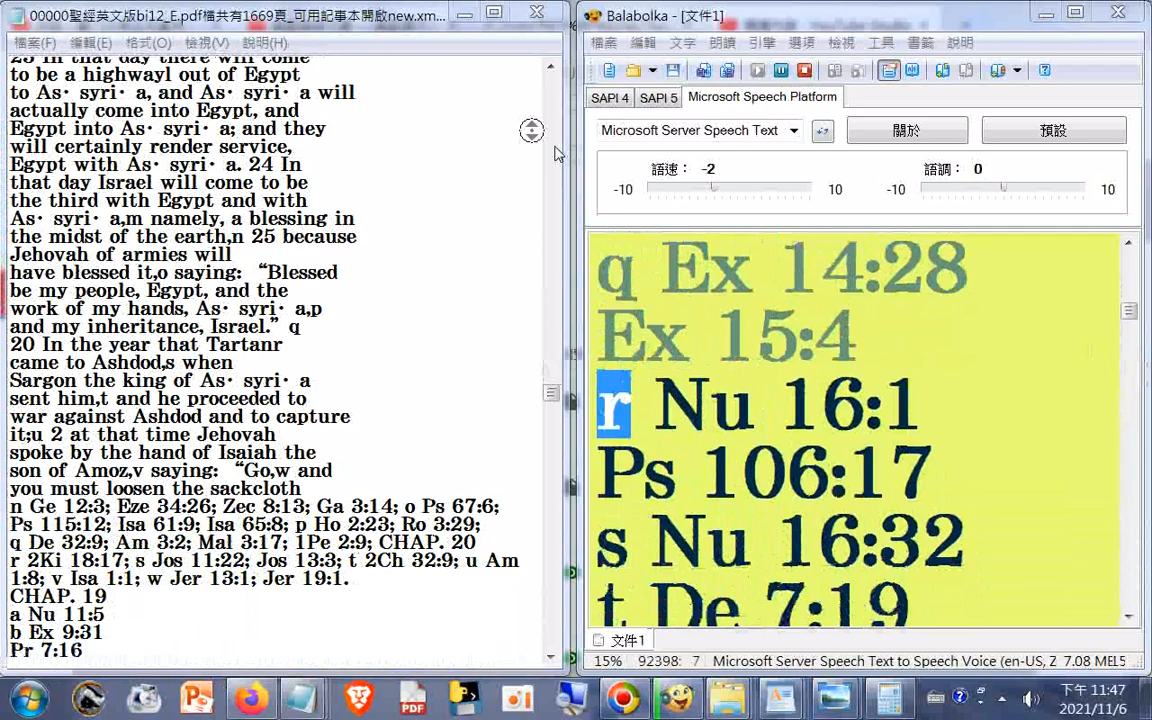 00000聖經英文版bi12_E.pdf檔共有1669頁_可用記事本開啟new.xm...
檔案(F) 編輯(E) 格式(O) 檢視(V) 說明(H)
23 In that day there will come
to be a highwayl out of Egypt
to As· syri· a, and As· syri· a will
actually come into Egypt, and
Egypt into As· syri· a; and they
will certainly render service,
Egypt with As· syri· a. 24 In
that day Israel will come to be
the third with Egypt and with
As· syri· a,m namely, a blessing in
the midst of the earth,n 25 because
Jehovah of armies will
have blessed it,o saying: “Blessed
be my people, Egypt, and the
work of my hands, As· syri· a,p
and my inheritance, Israel.” q
20 In the year that Tartanr
came to Ashdod,s when
Sargon the king of As· syri· a
sent him,t and he proceeded to
war against Ashdod and to capture
it;u 2 at that time Jehovah
spoke by the hand of Isaiah the
son of Amoz,v saying: “Go,w and
you must loosen the sackcloth
n Ge 12:3; Eze 34:26; Zec 8:13; Ga 3:14; o Ps 67:6;
Ps 115:12; Isa 61:9; Isa 65:8; p Ho 2:23; Ro 3:29;
q De 32:9; Am 3:2; Mal 3:17; 1Pe 2:9; CHAP. 20
r 2Ki 18:17; s Jos 11:22; Jos 13:3; t 2Ch 32:9; u Am
1:8; v Isa 1:1; w Jer 13:1; Jer 19:1.
CHAP. 19
a Nu 11:5
b Ex 9:31
Pr 7:16
Balabolka - [文件1]
檔案 編輯 文字 朗讀 引擎 選項 檢視 工具 書籤 說明
SAPI 4 SAPI 5 Microsoft Speech Platform
Microsoft Server Speech Text 關於 預設
語速: -2 語調: 0
-10 10 -10 10
q Ex 14:28
Ex 15:4
r Nu 16:1
Ps 106:17
s Nu 16:32
t De 7:19
文件1
15% 92398: 7 Microsoft Server Speech Text to Speech Voice (en-US, Z 7.08 МБ15
PDF
下午 11:47
2021/11/6